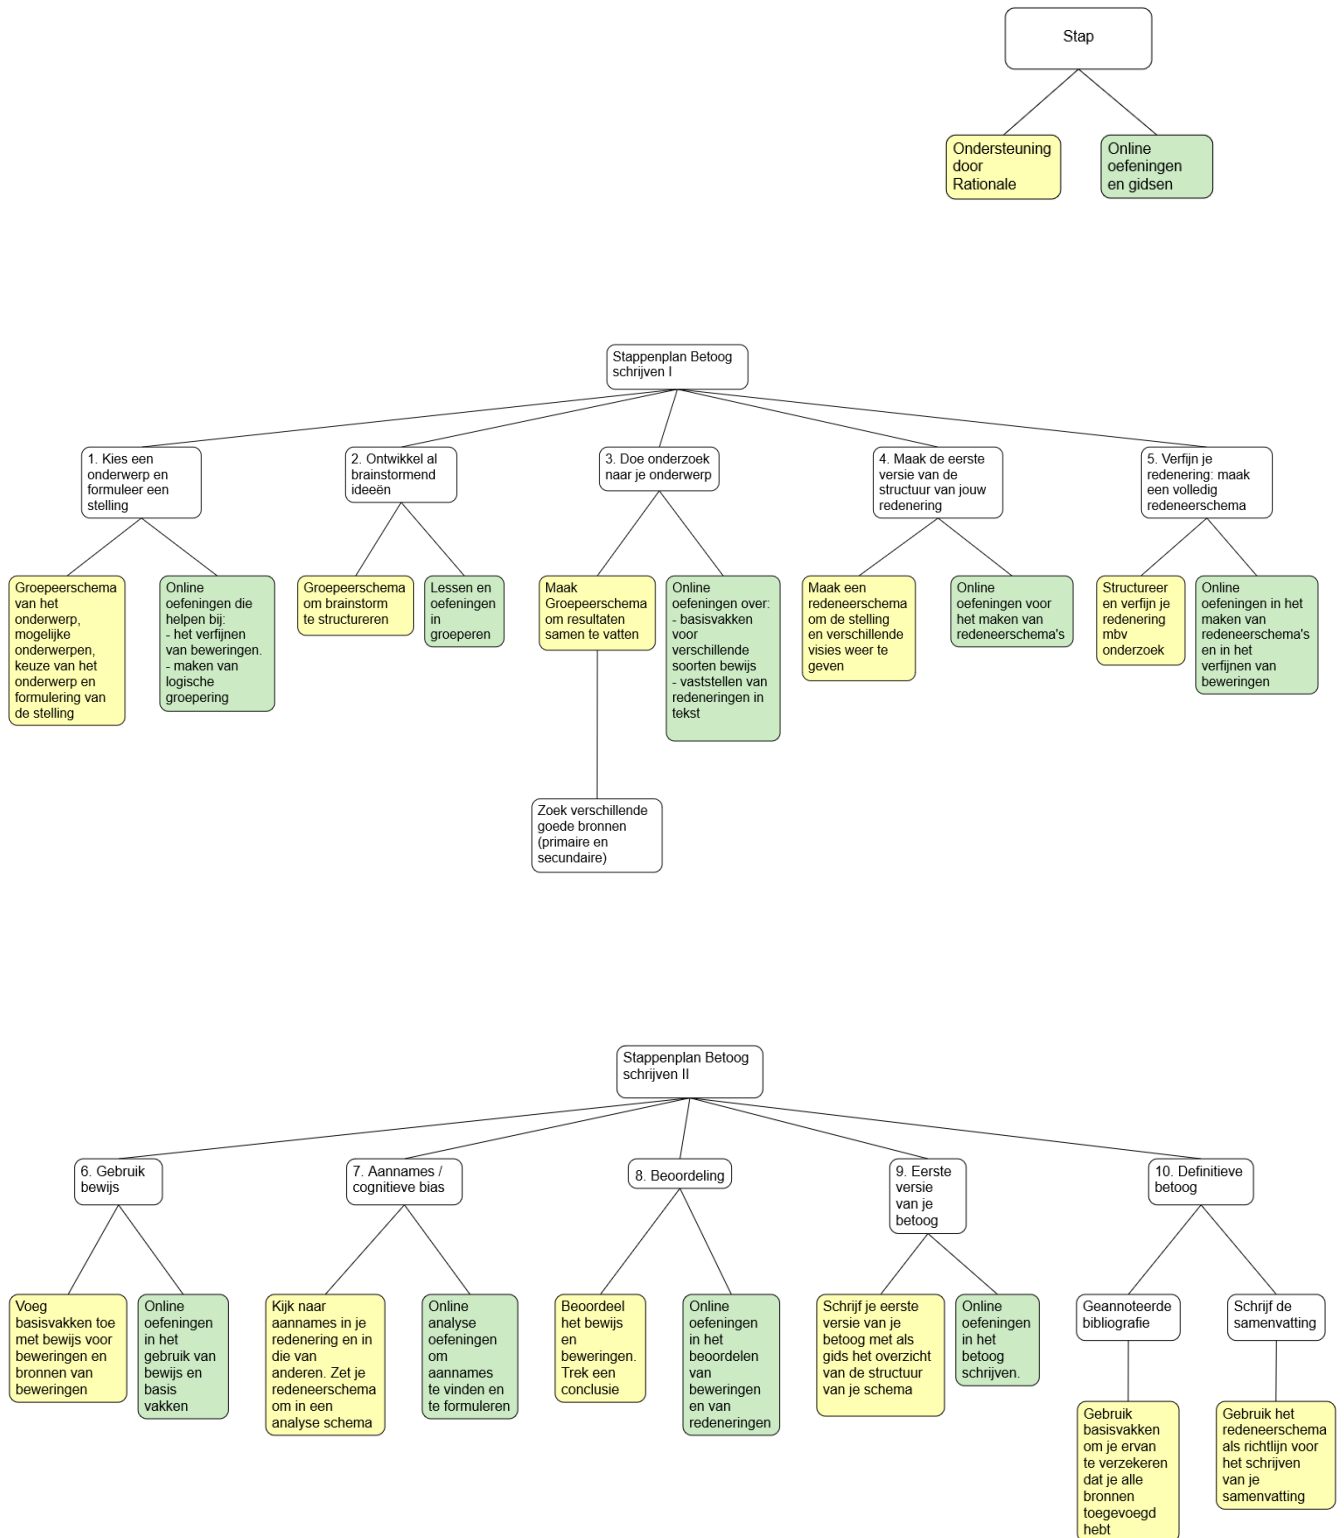 Stap
Ondersteuning
door
Rationale
Online
oefeningen
en gidsen
Stappenplan Betoog
schrijven I
1. Kies een
onderwerp en
formuleer een
stelling
2. Ontwikkel al
brainstormend
ideeën
3. Doe onderzoek
naar je onderwerp
4. Maak de eerste
versie van de
structuur van jouw
redenering
5. Verfijn je
redenering: maak
een volledig
redeneerschema
Groepeerschema
van het
onderwerp,
mogelijke
onderwerpen,
keuze van het
onderwerp en
formulering van
de stelling
Online
oefeningen die
helpen bij:
- het verfijnen
van beweringen.
- maken van
logische
groepering
Groepeerschema
om brainstorm
te structureren
Lessen en
oefeningen
in
groeperen
Maak
Groepeerschema
om resultaten
samen te vatten
Online
oefeningen over:
- basisvakken
voor
verschillende
soorten bewijs
- vaststellen van
redeneringen in
tekst
Maak een
redeneerschema
om de stelling
en verschillende
visies weer te
geven
Online
oefeningen voor
het maken van
redeneerschema's
Structureer
en verfijn je
redenering
mbv
onderzoek
Online
oefeningen in het
maken van
redeneerschema's
en in het
verfijnen van
beweringen
Zoek verschillende
goede bronnen
(primaire en
secundaire)
Stappenplan Betoog
schrijven II
6. Gebruik
bewijs
7. Aannames /
cognitieve bias
8. Beoordeling
9. Eerste
versie
van je
betoog
10. Definitieve
betoog
Voeg
basisvakken toe
met bewijs voor
beweringen en
bronnen van
beweringen
Online
oefeningen
in het
gebruik van
bewijs en
basis
vakken
Kijk naar
aannames in je
redenering en in
die van
anderen. Zet je
redeneerschema
om in een
analyse schema
Online
analyse
oefeningen
om
aannames
te vinden en
te formuleren
Beoordeel
het bewijs
en
beweringen.
Trek een
conclusie
Online
oefeningen
in het
beoordelen
van
beweringen
en van
redeneringen
Schrijf je eerste
versie van je
betoog met als
gids het overzicht
van de structuur
van je schema
Online
oefeningen
in het
betoog
schrijven.
Geannoteerde
bibliografie
Schrijf de
samenvatting
Gebruik
basisvakken
om je ervan
te verzekeren
dat je alle
bronnen
toegevoegd
hebt
Gebruik het
redeneerschema
als richtlijn voor
het schrijven
van je
samenvatting